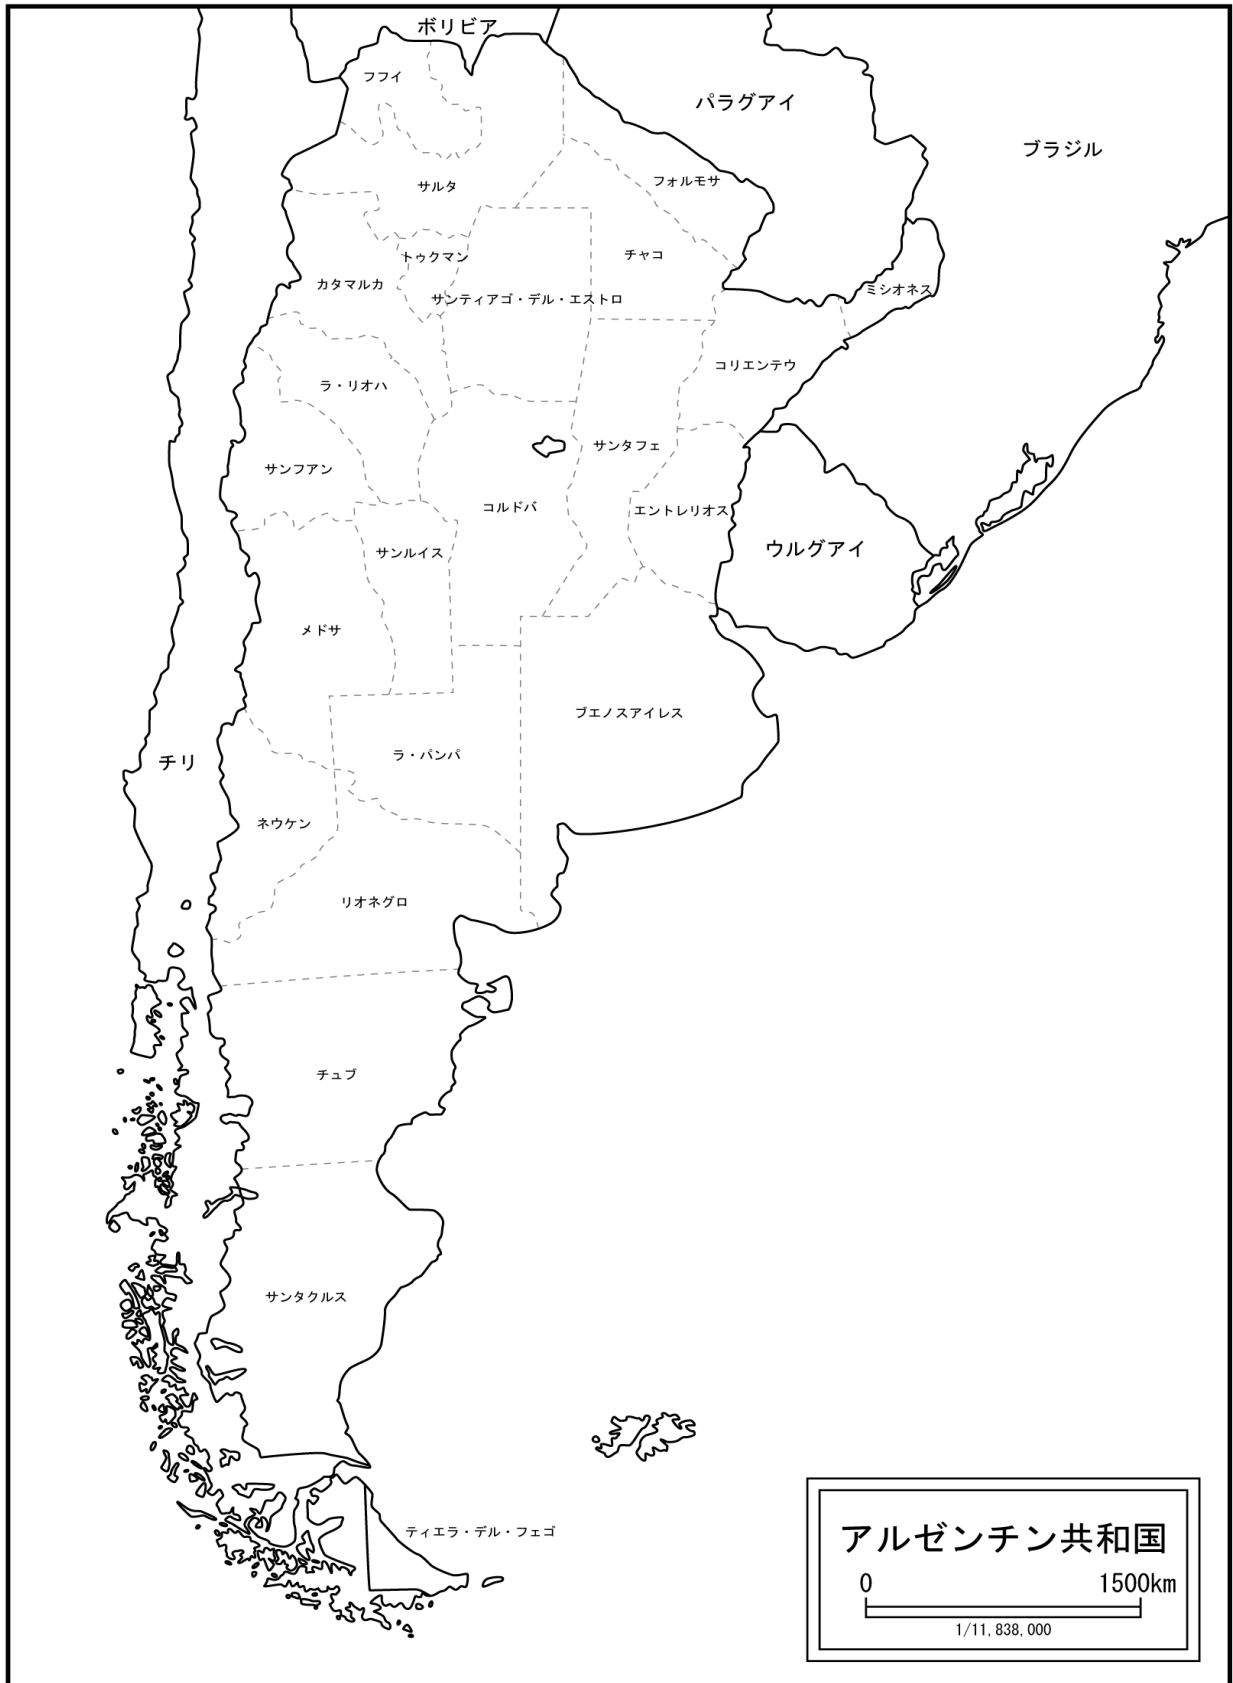 ボリビア
フフイ
パラグアイ
ブラジル
フォルモサ
サルタ
チャコ
トゥクマン
カタマルカ
ミシオネス
サンティアゴ・デル・エストロ
コリエンテウ
ラ・リオハ
サンタフェ
サンフアン
コルドバ
エントレリオス
ウルグアイ
サンルイス
メドサ
ブエノスアイレス
ラ・パンパ
チリ
ネウケン
リオネグロ
チュブ
サンタクルス
ティエラ・デル・フェゴ
アルゼンチン共和国
0 1500km
1/11,838,000